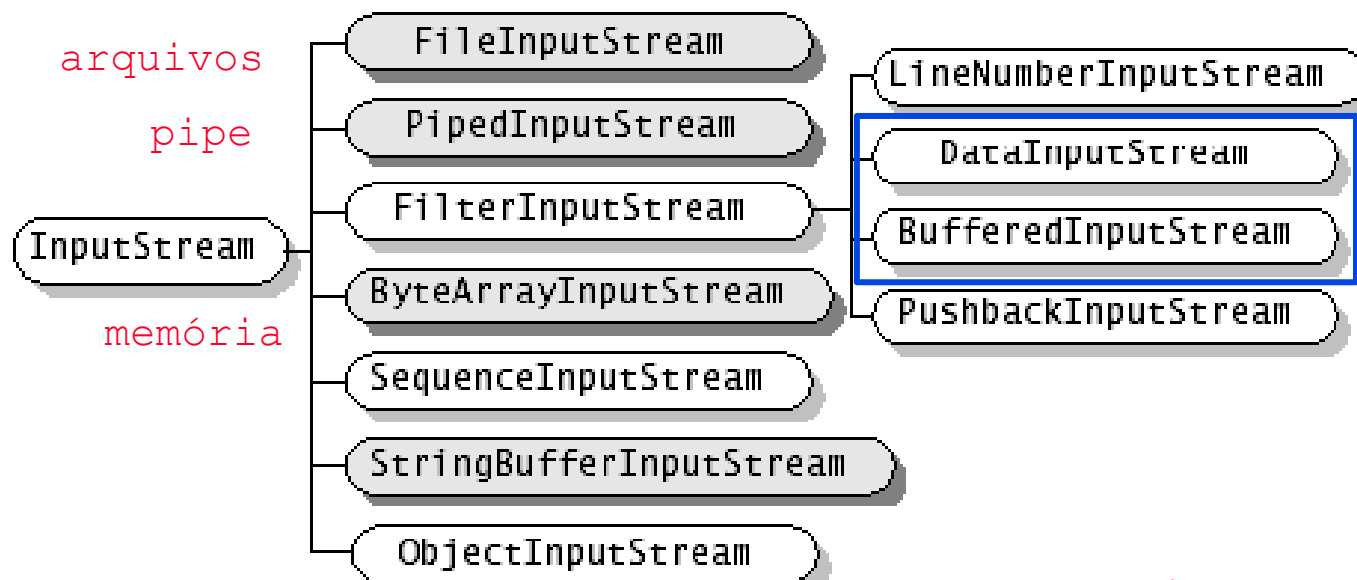 arquivos
pipe
memória
InputStream
FileInputStream
PipedInputStream
FilterInputStream
ByteArrayInputStream
SequenceInputStream
StringBufferInputStream
ObjectInputStream
LineNumberInputStream
DataInputStream
BufferedInputStream
PushbackInputStream